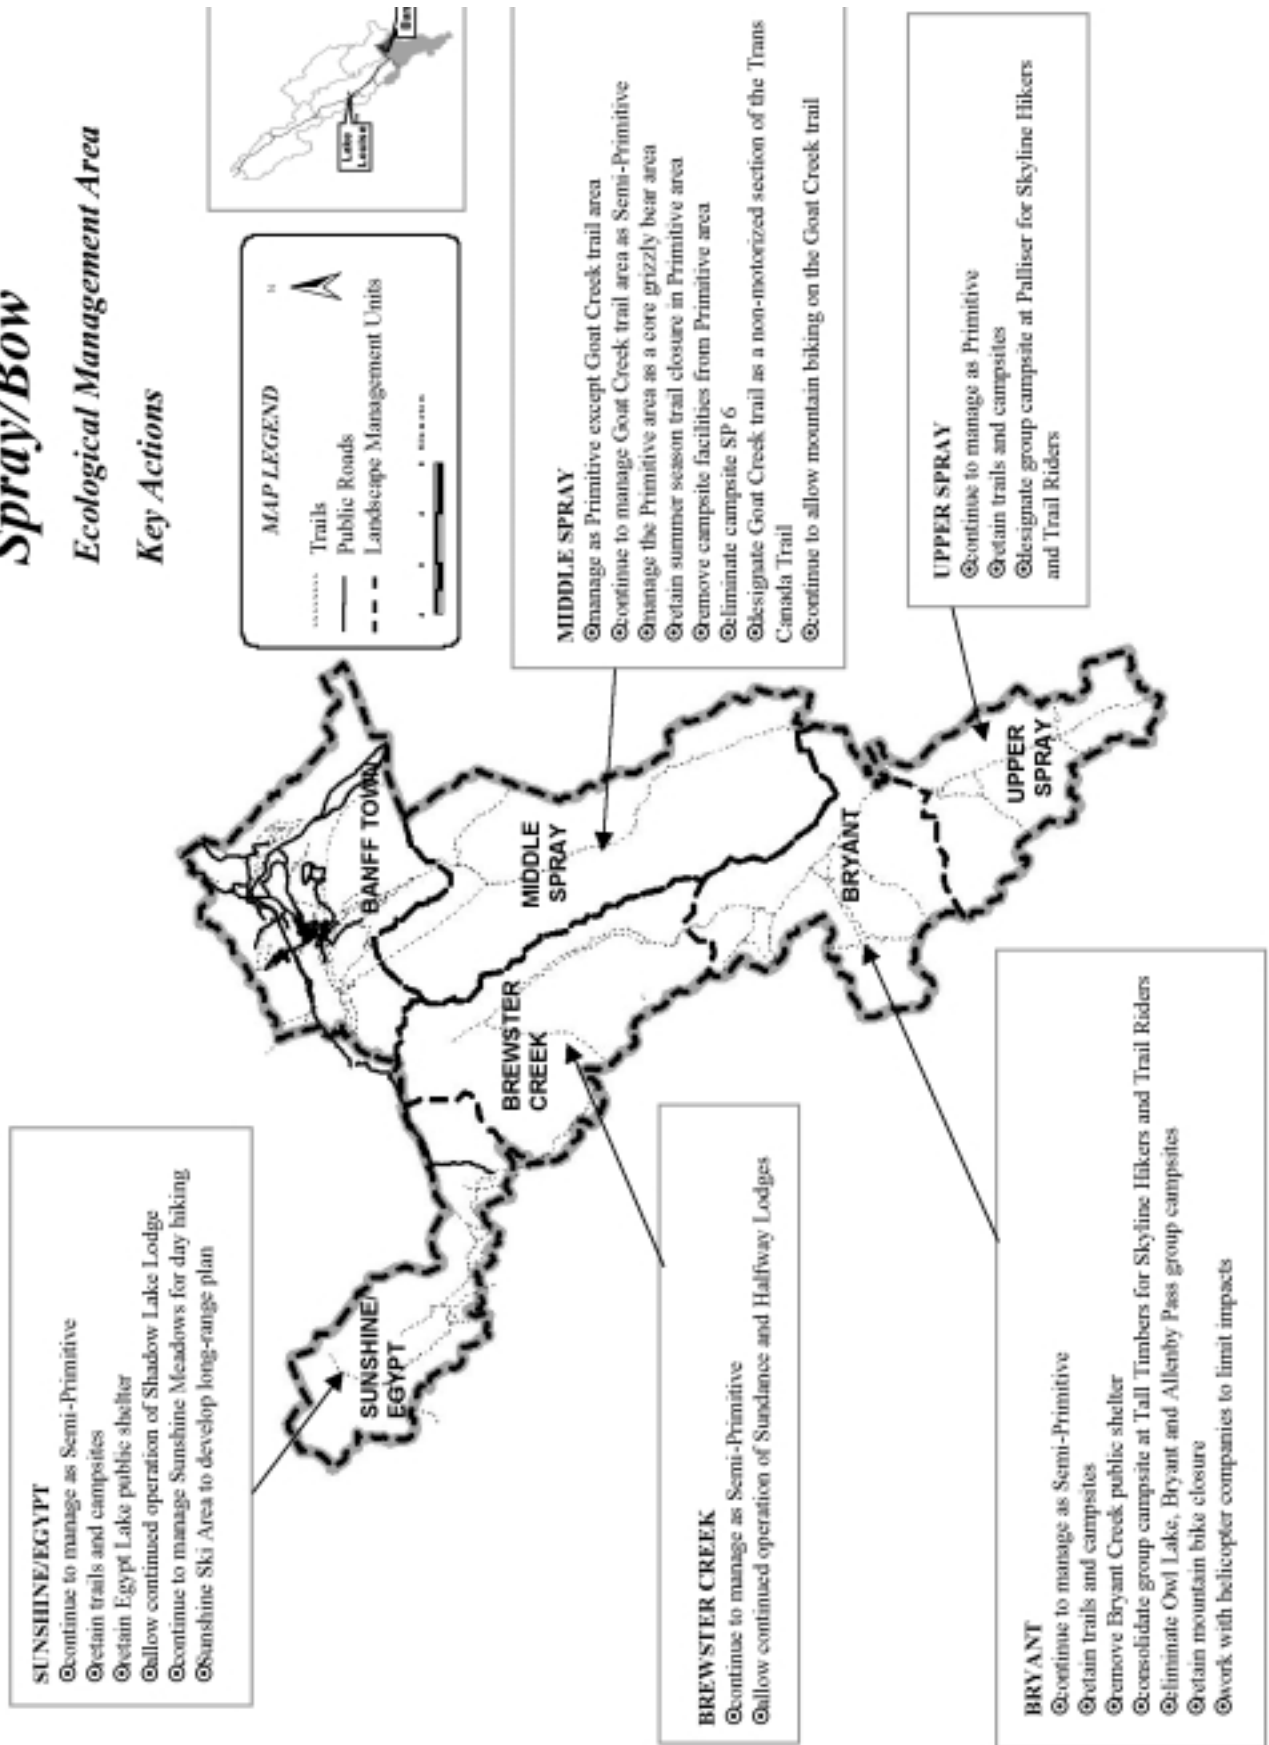 Spray/Bow
Ecological Management Area
Key Actions
Lake
Louise
MAP LEGEND
N
Trails
Public Roads
Landscape Management Units
SUNSHINE/EGYPT
continue to manage as Semi-Primitive
retain trails and campsites
retain Egypt Lake public shelter
allow continued operation of Shadow Lake Lodge
continue to manage Sunshine Meadows for day hiking
Sunshine Ski Area to develop long-range plan
MIDDLE SPRAY
manage as Primitive except Goat Creek trail area
continue to manage Goat Creek trail area as Semi-Primitive
manage the Primitive area as a core grizzly bear area
retain summer season trail closure in Primitive area
remove campsite facilities from Primitive area
eliminate campsite SP 6
designate Goat Creek trail as a non-motorized section of the Trans
Canada Trail
continue to allow mountain biking on the Goat Creek trail
BREWSTER CREEK
continue to manage as Semi-Primitive
allow continued operation of Sundance and Halfway Lodges
UPPER SPRAY
continue to manage as Primitive
retain trails and campsites
designate group campsite at Palliser for Skyline Hikers
and Trail Riders
BRYANT
continue to manage as Semi-Primitive
retain trails and campsites
remove Bryant Creek public shelter
consolidate group campsite at Tall Timbers for Skyline Hikers and Trail Riders
eliminate Owl Lake, Bryant and Allenby Pass group campsites
retain mountain bike closure
work with helicopter companies to limit impacts
SUNSHINE/
EGYPT
BANFF TOWN
BREWSTER
CREEK
MIDDLE
SPRAY
BRYANT
UPPER
SPRAY